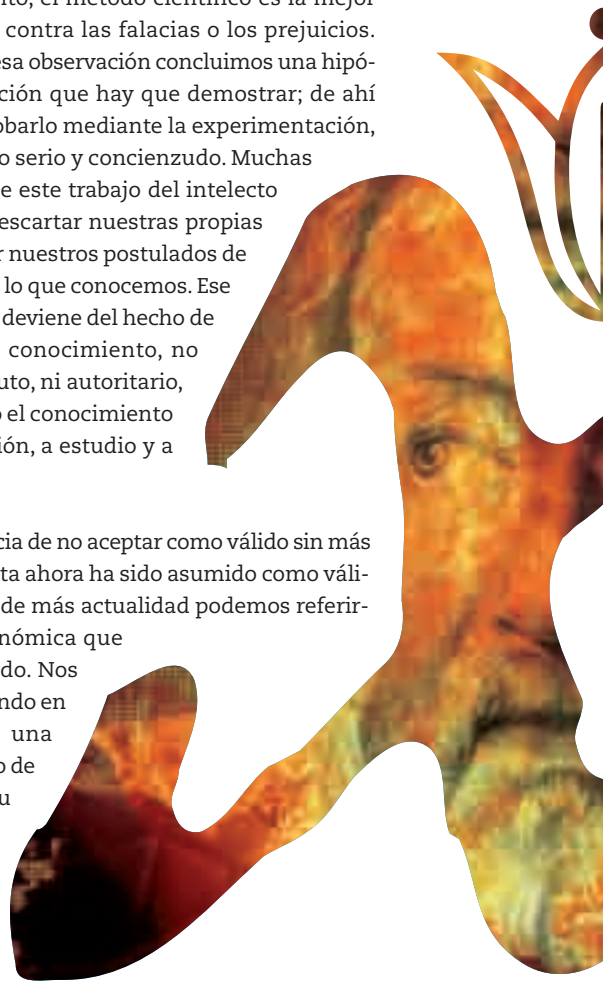 el método científico es la mejor
contra las falacias o los prejuicios.
esa observación concluimos una hipó-
ción que hay que demostrar; de ahí
obarlo mediante la experimentación,
o serio y concienzudo. Muchas
e este trabajo del intelecto
escartar nuestras propias
r nuestros postulados de
lo que conocemos. Ese
deviene del hecho de
conocimiento, no
uto, ni autoritario,
o el conocimiento
ión, a estudio y a
cia de no aceptar como válido sin más
ta ahora ha sido asumido como váli-
de más actualidad podemos referir-
nómica que
do. Nos
ndo en
una
o de
u